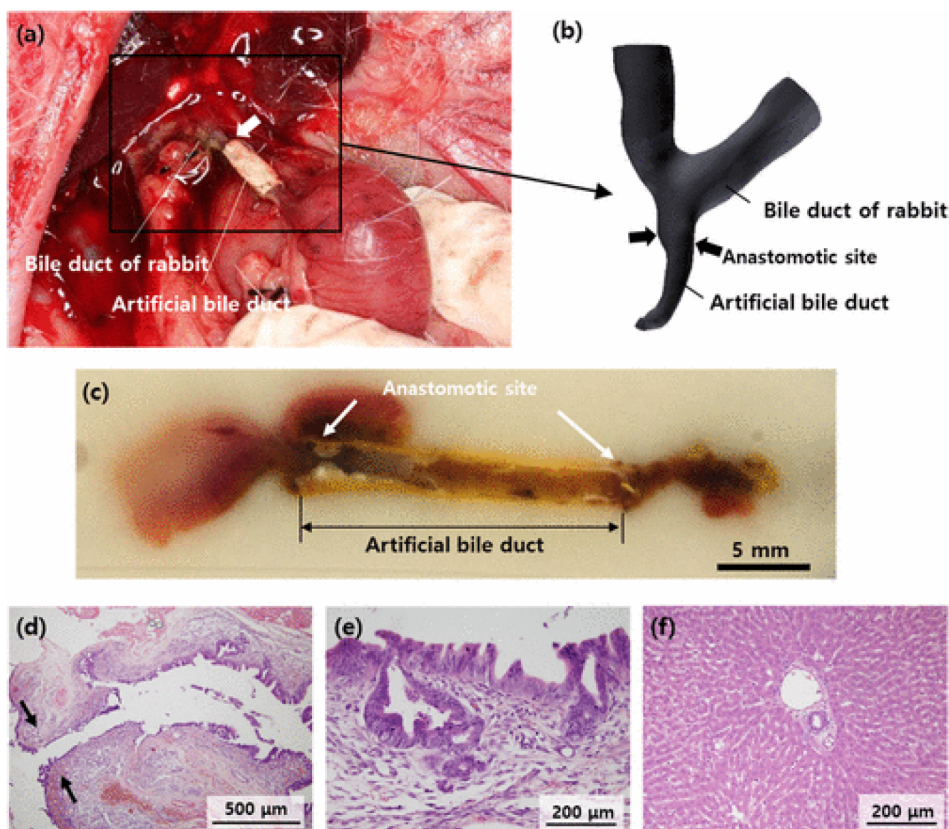 (a)
Bile duct of rabbit
Artificial bile duct
(b)
Bile duct of rabbit
Anastomotic site
Artificial bile duct
(c)
Anastomotic site
Artificial bile duct
5 mm
(d)
500 µm
(e)
200 µm
(f)
200 µm